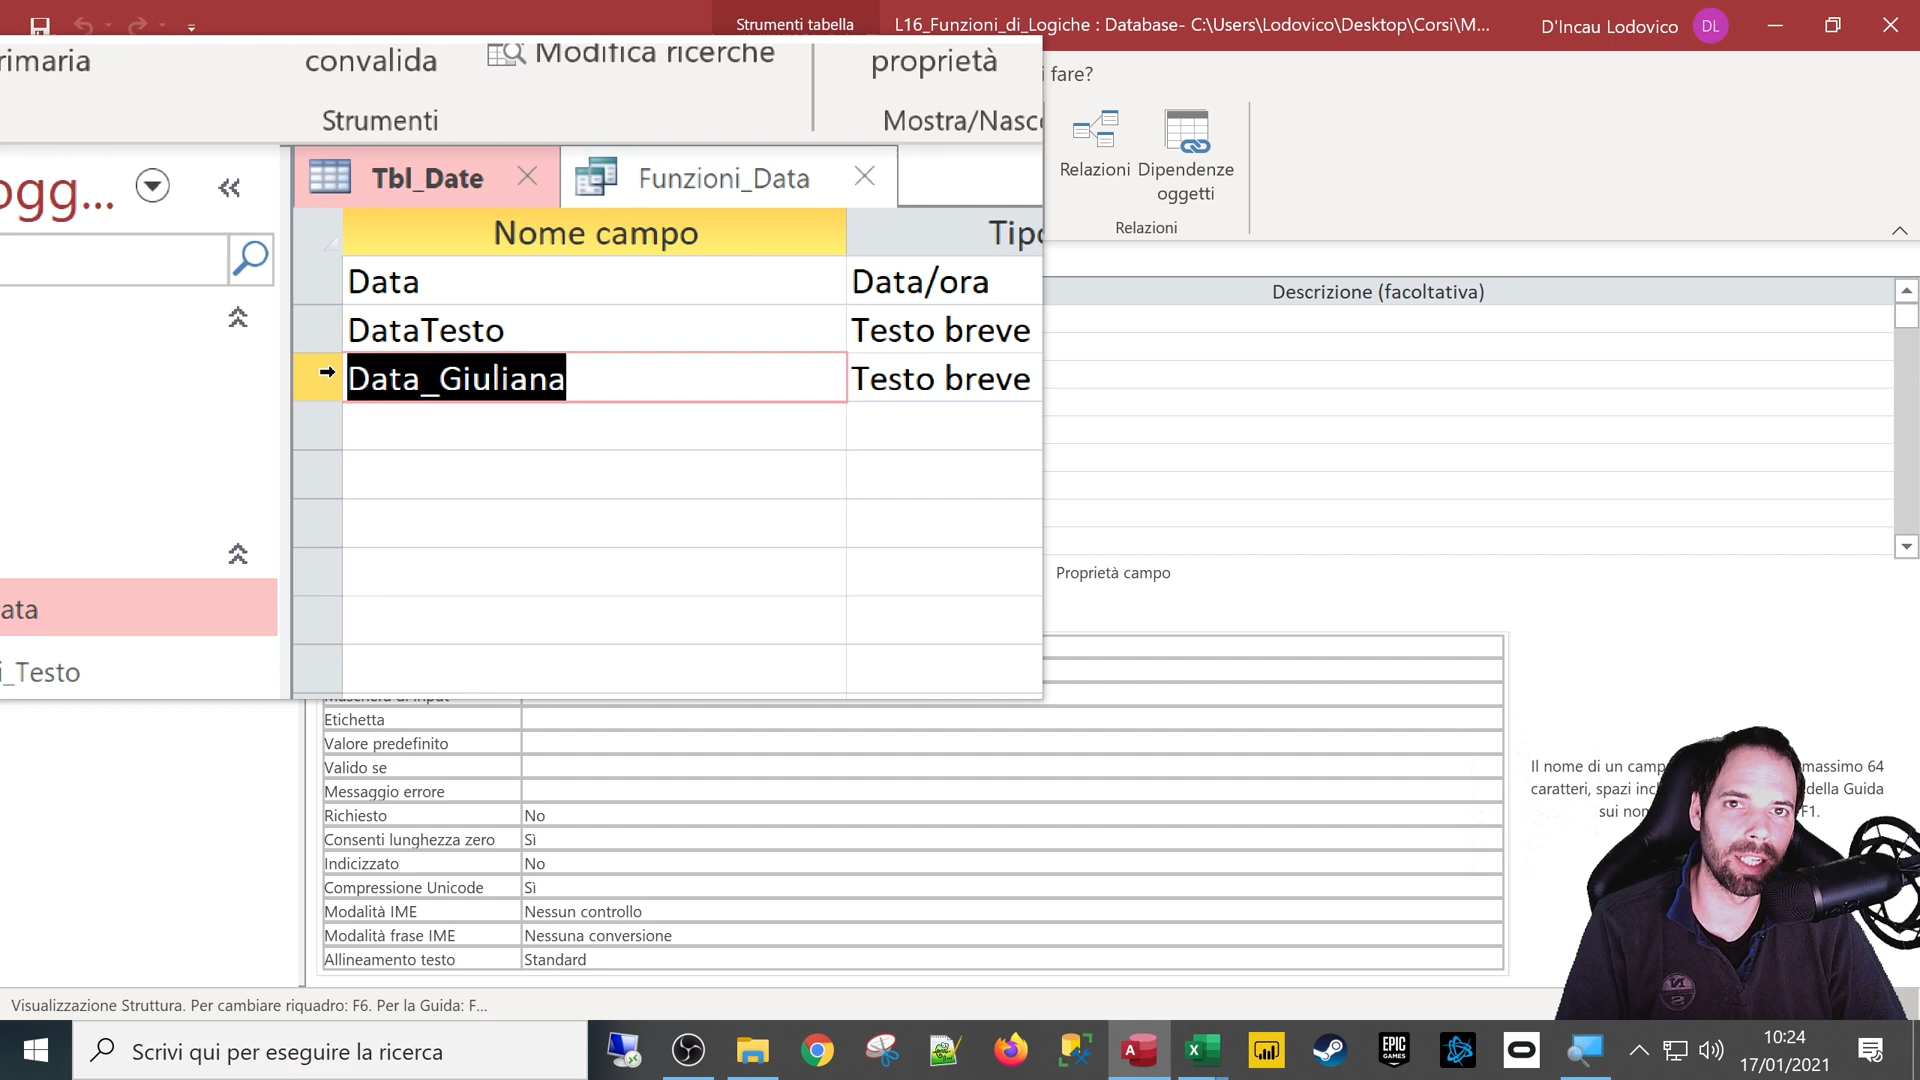 Strumenti tabella
L16_Funzioni_di_Logiche : Database- C:\Users\Lodovico\Desktop\Corsi\M...
D'Incau Lodovico
DL
rimaria
convalida
Modifica ricerche
proprietà
i fare?
Strumenti
Mostra/Nasc
Relazioni
Dipendenze
oggetti
Relazioni
ogg...
Tbl_Date
Funzioni_Data
Nome campo
Tipo
Descrizione (facoltativa)
Data
Data/ora
DataTesto
Testo breve
Data_Giuliana
Testo breve
ata
i_Testo
Proprietà campo
Etichetta
Valore predefinito
Valido se
Messaggio errore
Richiesto
No
Consenti lunghezza zero
Sì
Indicizzato
No
Compressione Unicode
Sì
Modalità IME
Nessun controllo
Modalità frase IME
Nessuna conversione
Allineamento testo
Standard
Il nome di un camp
massimo 64
caratteri, spazi inc
della Guida
sui no
F1.
Visualizzazione Struttura. Per cambiare riquadro: F6. Per la Guida: F...
Scrivi qui per eseguire la ricerca
EPIC
GAMES
10:24
17/01/2021